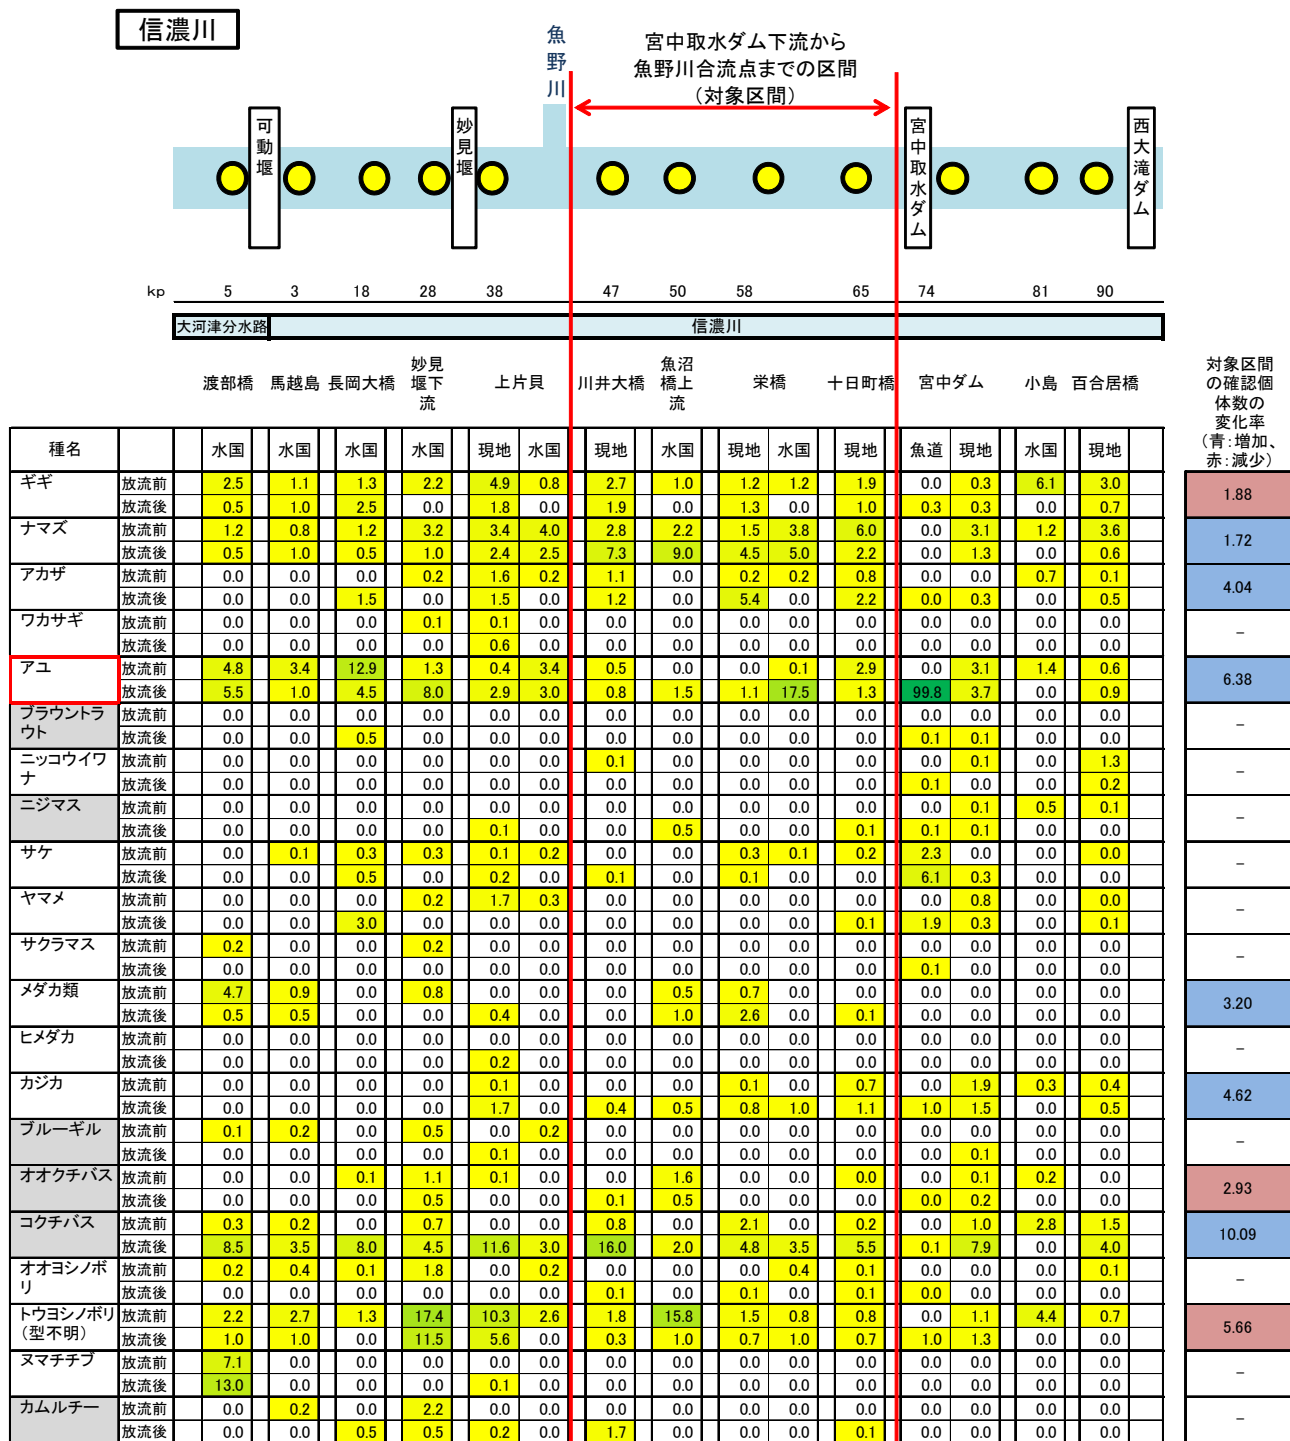 信濃川
魚野川
宮中取水ダム下流から
魚野川合流点までの区間
(対象区間)
可動堰
妙見堰
宮中取水ダム
西大滝ダム
kp 5 3 18 28 38 47 50 58 65 74 81 90
大河津分水路 信濃川
渡部橋 馬越島 長岡大橋 妙見堰下流 上片貝 川井大橋 魚沼橋上流 栄橋 十日町橋 宮中ダム 小島 百合居橋
対象区間
の確認個
体数の
変化率
(青:増加、
赤:減少)
種名 水国 水国 水国 水国 現地 水国 現地 水国 現地 水国 現地 魚道 現地 水国 現地
ギギ 放流前 2.5 1.1 1.3 2.2 4.9 0.8 2.7 1.0 1.2 1.2 1.9 0.0 0.3 6.1 3.0
放流後 0.5 1.0 2.5 0.0 1.8 0.0 1.9 0.0 1.3 0.0 1.0 0.3 0.3 0.0 0.7
1.88
ナマズ 放流前 1.2 0.8 1.2 3.2 3.4 4.0 2.8 2.2 1.5 3.8 6.0 0.0 3.1 1.2 3.6
放流後 0.5 1.0 0.5 1.0 2.4 2.5 7.3 9.0 4.5 5.0 2.2 0.0 1.3 0.0 0.6
1.72
アカザ 放流前 0.0 0.0 0.0 0.2 1.6 0.2 1.1 0.0 0.2 0.2 0.8 0.0 0.0 0.7 0.1
放流後 0.0 0.0 1.5 0.0 1.5 0.0 1.2 0.0 5.4 0.0 2.2 0.0 0.3 0.0 0.5
4.04
ワカサギ 放流前 0.0 0.0 0.0 0.1 0.1 0.0 0.0 0.0 0.0 0.0 0.0 0.0 0.0 0.0 0.0
放流後 0.0 0.0 0.0 0.0 0.6 0.0 0.0 0.0 0.0 0.0 0.0 0.0 0.0 0.0 0.0
－
アユ 放流前 4.8 3.4 12.9 1.3 0.4 3.4 0.5 0.0 0.0 0.1 2.9 0.0 3.1 1.4 0.6
放流後 5.5 1.0 4.5 8.0 2.9 3.0 0.8 1.5 1.1 17.5 1.3 99.8 3.7 0.0 0.9
6.38
ブラウントラウト 放流前 0.0 0.0 0.0 0.0 0.0 0.0 0.0 0.0 0.0 0.0 0.0 0.0 0.0 0.0 0.0
放流後 0.0 0.0 0.5 0.0 0.0 0.0 0.0 0.0 0.0 0.0 0.0 0.1 0.1 0.0 0.0
－
ニッコウイワナ 放流前 0.0 0.0 0.0 0.0 0.0 0.0 0.1 0.0 0.0 0.0 0.0 0.0 0.1 0.0 1.3
放流後 0.0 0.0 0.0 0.0 0.0 0.0 0.0 0.0 0.0 0.0 0.0 0.1 0.0 0.0 0.2
－
ニジマス 放流前 0.0 0.0 0.0 0.0 0.0 0.0 0.0 0.0 0.0 0.0 0.0 0.0 0.1 0.5 0.1
放流後 0.0 0.0 0.0 0.0 0.1 0.0 0.0 0.5 0.0 0.0 0.1 0.1 0.1 0.0 0.0
－
サケ 放流前 0.0 0.1 0.3 0.3 0.1 0.2 0.0 0.0 0.3 0.1 0.2 2.3 0.0 0.0 0.0
放流後 0.0 0.0 0.5 0.0 0.2 0.0 0.1 0.0 0.1 0.0 0.0 6.1 0.3 0.0 0.0
－
ヤマメ 放流前 0.0 0.0 0.0 0.2 1.7 0.3 0.0 0.0 0.0 0.0 0.0 0.0 0.8 0.0 0.0
放流後 0.0 0.0 3.0 0.0 0.0 0.0 0.0 0.0 0.0 0.0 0.1 1.9 0.3 0.0 0.1
－
サクラマス 放流前 0.2 0.0 0.0 0.2 0.0 0.0 0.0 0.0 0.0 0.0 0.0 0.0 0.0 0.0 0.0
放流後 0.0 0.0 0.0 0.0 0.0 0.0 0.0 0.0 0.0 0.0 0.0 0.1 0.0 0.0 0.0
－
メダカ類 放流前 4.7 0.9 0.0 0.8 0.0 0.0 0.0 0.5 0.7 0.0 0.0 0.0 0.0 0.0 0.0
放流後 0.5 0.5 0.0 0.0 0.4 0.0 0.0 1.0 2.6 0.0 0.1 0.0 0.0 0.0 0.0
3.20
ヒメダカ 放流前 0.0 0.0 0.0 0.0 0.0 0.0 0.0 0.0 0.0 0.0 0.0 0.0 0.0 0.0 0.0
放流後 0.0 0.0 0.0 0.0 0.2 0.0 0.0 0.0 0.0 0.0 0.0 0.0 0.0 0.0 0.0
－
カジカ 放流前 0.0 0.0 0.0 0.0 0.1 0.0 0.0 0.0 0.1 0.0 0.7 0.0 1.9 0.3 0.4
放流後 0.0 0.0 0.0 0.0 1.7 0.0 0.4 0.5 0.8 1.0 1.1 1.0 1.5 0.0 0.5
4.62
ブルーギル 放流前 0.1 0.2 0.0 0.5 0.0 0.2 0.0 0.0 0.0 0.0 0.0 0.0 0.0 0.0 0.0
放流後 0.0 0.0 0.0 0.0 0.1 0.0 0.0 0.0 0.0 0.0 0.0 0.0 0.1 0.0 0.0
－
オオクチバス 放流前 0.0 0.0 0.1 1.1 0.1 0.0 0.0 1.6 0.0 0.0 0.0 0.0 0.1 0.2 0.0
放流後 0.0 0.0 0.0 0.5 0.0 0.0 0.1 0.5 0.0 0.0 0.0 0.0 0.2 0.0 0.0
2.93
コクチバス 放流前 0.3 0.2 0.0 0.7 0.0 0.0 0.8 0.0 2.1 0.0 0.2 0.0 1.0 2.8 1.5
放流後 8.5 3.5 8.0 4.5 11.6 3.0 16.0 2.0 4.8 3.5 5.5 0.1 7.9 0.0 4.0
10.09
オオヨシノボリ 放流前 0.2 0.4 0.1 1.8 0.0 0.2 0.0 0.0 0.0 0.4 0.1 0.0 0.0 0.0 0.1
放流後 0.0 0.0 0.0 0.0 0.0 0.0 0.1 0.0 0.1 0.0 0.1 0.0 0.0 0.0 0.0
－
トウヨシノボリ(型不明) 放流前 2.2 2.7 1.3 17.4 10.3 2.6 1.8 15.8 1.5 0.8 0.8 0.0 1.1 4.4 0.7
放流後 1.0 1.0 0.0 11.5 5.6 0.0 0.3 1.0 0.7 1.0 0.7 1.0 1.3 0.0 0.0
5.66
ヌマチチブ 放流前 7.1 0.0 0.0 0.0 0.0 0.0 0.0 0.0 0.0 0.0 0.0 0.0 0.0 0.0 0.0
放流後 13.0 0.0 0.0 0.0 0.1 0.0 0.0 0.0 0.0 0.0 0.0 0.0 0.0 0.0 0.0
－
カムルチー 放流前 0.0 0.2 0.0 2.2 0.0 0.0 0.0 0.0 0.0 0.0 0.0 0.0 0.0 0.0 0.0
放流後 0.0 0.0 0.5 0.5 0.2 0.0 1.7 0.0 0.0 0.0 0.1 0.0 0.0 0.0 0.0
－